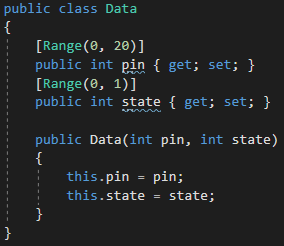 public class Data
{
    [Range(0, 20)]
    public int pin { get; set; }
    [Range(0, 1)]
    public int state { get; set; }

    public Data(int pin, int state)
    {
        this.pin = pin;
        this.state = state;
    }
}